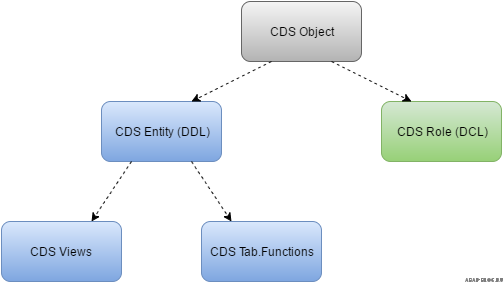 CDS Object
CDS Entity (DDL)
CDS Role (DCL)
CDS Views
CDS Tab.Functions